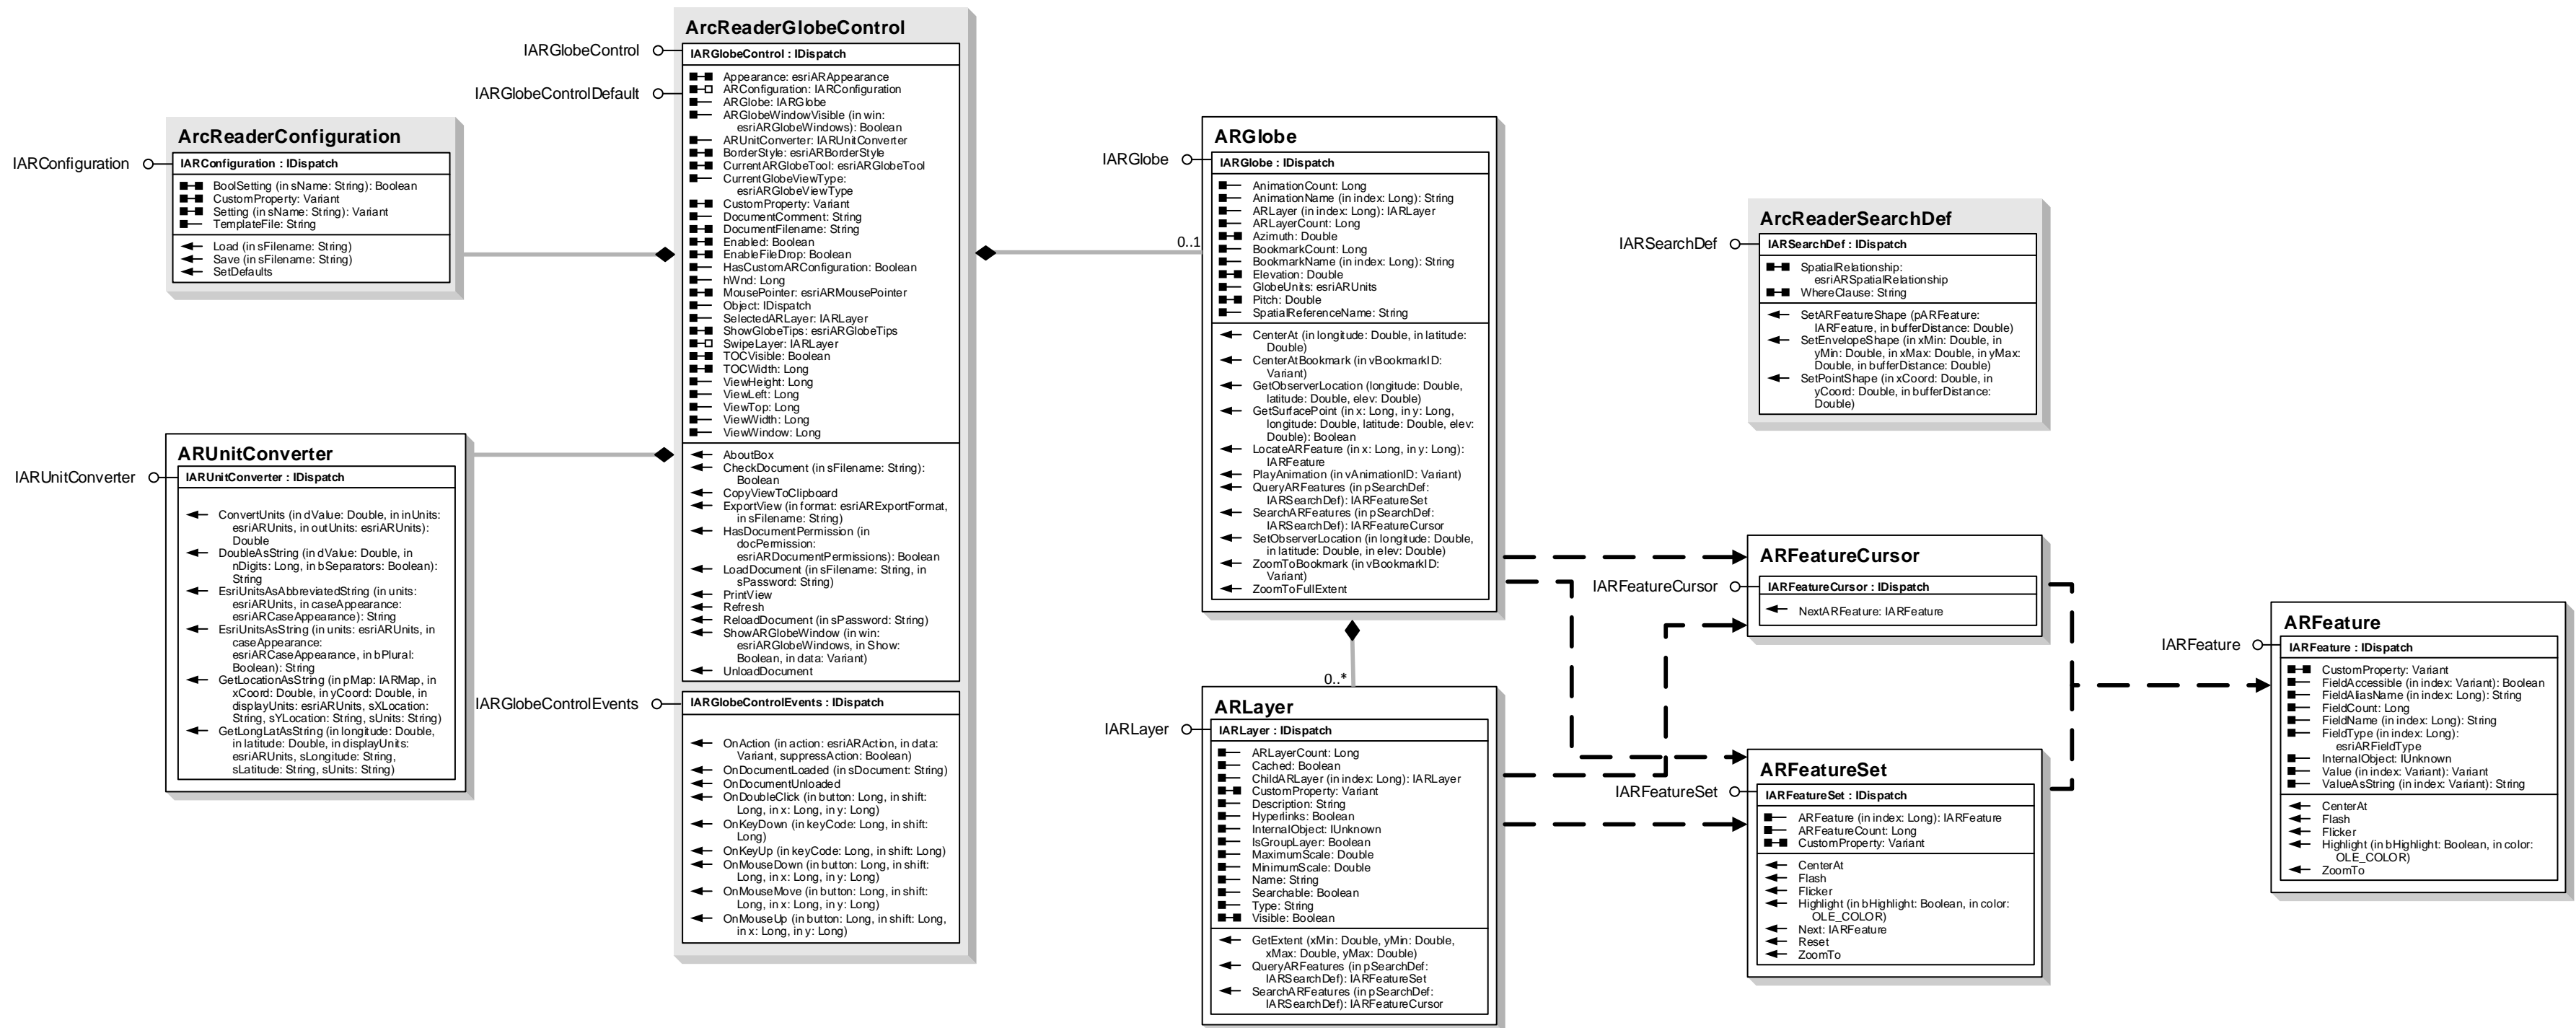 ArcReaderConfiguration
IARConfiguration
IARConfiguration : IDispatch
BoolSetting (in sName: String): Boolean
CustomProperty: Variant
Setting (in sName: String): Variant
TemplateFile: String
Load (in sFilename: String)
Save (in sFilename: String)
SetDefaults
ARUnitConverter
IARUnitConverter
IARUnitConverter : IDispatch
ConvertUnits (in dValue: Double, in inUnits:
esriARUnits, in outUnits: esriARUnits):
Double
DoubleAsString (in dValue: Double, in
nDigits: Long, in bSeparators: Boolean):
String
EsriUnitsAsAbbreviatedString (in units:
esriARUnits, in caseAppearance:
esriARCaseAppearance): String
EsriUnitsAsString (in units: esriARUnits, in
caseAppearance:
esriARCaseAppearance, in bPlural:
Boolean): String
GetLocationAsString (in pMap: IARMap, in
xCoord: Double, in yCoord: Double, in
displayUnits: esriARUnits, sXLocation:
String, sYLocation: String, sUnits: String)
GetLongLatAsString (in longitude: Double,
in latitude: Double, in displayUnits:
esriARUnits, sLongitude: String,
sLatitude: String, sUnits: String)
ArcReaderGlobeControl
IARGlobeControl
IARGlobeControl : IDispatch
IARGlobeControlDefault
Appearance: esriARAppearance
ARConfiguration: IARConfiguration
ARGlobe: IARGlobe
ARGlobeWindowVisible (in win:
esriARGlobeWindows): Boolean
ARUnitConverter: IARUnitConverter
BorderStyle: esriARBorderStyle
CurrentARGlobeTool: esriARGlobeTool
CurrentGlobeViewType:
esriARGlobeViewType
CustomProperty: Variant
DocumentComment: String
DocumentFilename: String
Enabled: Boolean
EnableFileDrop: Boolean
HasCustomARConfiguration: Boolean
hWnd: Long
MousePointer: esriARMousePointer
Object: IDispatch
SelectedARLayer: IARLayer
ShowGlobeTips: esriARGlobeTips
SwipeLayer: IARLayer
TOCVisible: Boolean
TOCWidth: Long
ViewHeight: Long
ViewLeft: Long
ViewTop: Long
ViewWidth: Long
ViewWindow: Long
AboutBox
CheckDocument (in sFilename: String):
Boolean
CopyViewToClipboard
ExportView (in format: esriARExportFormat,
in sFilename: String)
HasDocumentPermission (in
docPermission:
esriARDocumentPermissions): Boolean
LoadDocument (in sFilename: String, in
sPassword: String)
PrintView
Refresh
ReloadDocument (in sPassword: String)
ShowARGlobeWindow (in win:
esriARGlobeWindows, in Show:
Boolean, in data: Variant)
UnloadDocument
IARGlobeControlEvents
IARGlobeControlEvents : IDispatch
OnAction (in action: esriARAction, in data:
Variant, suppressAction: Boolean)
OnDocumentLoaded (in sDocument: String)
OnDocumentUnloaded
OnDoubleClick (in button: Long, in shift:
Long, in x: Long, in y: Long)
OnKeyDown (in keyCode: Long, in shift:
Long)
OnKeyUp (in keyCode: Long, in shift: Long)
OnMouseDown (in button: Long, in shift:
Long, in x: Long, in y: Long)
OnMouseMove (in button: Long, in shift:
Long, in x: Long, in y: Long)
OnMouseUp (in button: Long, in shift: Long,
in x: Long, in y: Long)
0..1
ARGlobe
IARGlobe
IARGlobe : IDispatch
AnimationCount: Long
AnimationName (in index: Long): String
ARLayer (in index: Long): IARLayer
ARLayerCount: Long
Azimuth: Double
BookmarkCount: Long
BookmarkName (in index: Long): String
Elevation: Double
GlobeUnits: esriARUnits
Pitch: Double
SpatialReferenceName: String
CenterAt (in longitude: Double, in latitude:
Double)
CenterAtBookmark (in vBookmarkID:
Variant)
GetObserverLocation (longitude: Double,
latitude: Double, elev: Double)
GetSurfacePoint (in x: Long, in y: Long,
longitude: Double, latitude: Double, elev:
Double): Boolean
LocateARFeature (in x: Long, in y: Long):
IARFeature
PlayAnimation (in vAnimationID: Variant)
QueryARFeatures (in pSearchDef:
IARSearchDef): IARFeatureSet
SearchARFeatures (in pSearchDef:
IARSearchDef): IARFeatureCursor
SetObserverLocation (in longitude: Double,
in latitude: Double, in elev: Double)
ZoomToBookmark (in vBookmarkID:
Variant)
ZoomToFullExtent
0..*
ARLayer
IARLayer
IARLayer : IDispatch
ARLayerCount: Long
Cached: Boolean
ChildARLayer (in index: Long): IARLayer
CustomProperty: Variant
Description: String
Hyperlinks: Boolean
InternalObject: IUnknown
IsGroupLayer: Boolean
MaximumScale: Double
MinimumScale: Double
Name: String
Searchable: Boolean
Type: String
Visible: Boolean
GetExtent (xMin: Double, yMin: Double,
xMax: Double, yMax: Double)
QueryARFeatures (in pSearchDef:
IARSearchDef): IARFeatureSet
SearchARFeatures (in pSearchDef:
IARSearchDef): IARFeatureCursor
ArcReaderSearchDef
IARSearchDef
IARSearchDef : IDispatch
SpatialRelationship:
esriARSpatialRelationship
WhereClause: String
SetARFeatureShape (pARFeature:
IARFeature, in bufferDistance: Double)
SetEnvelopeShape (in xMin: Double, in
yMin: Double, in xMax: Double, in yMax:
Double, in bufferDistance: Double)
SetPointShape (in xCoord: Double, in
yCoord: Double, in bufferDistance:
Double)
ARFeatureCursor
IARFeatureCursor
IARFeatureCursor : IDispatch
NextARFeature: IARFeature
ARFeatureSet
IARFeatureSet
IARFeatureSet : IDispatch
ARFeature (in index: Long): IARFeature
ARFeatureCount: Long
CustomProperty: Variant
CenterAt
Flash
Flicker
Highlight (in bHighlight: Boolean, in color:
OLE_COLOR)
Next: IARFeature
Reset
ZoomTo
ARFeature
IARFeature
IARFeature : IDispatch
CustomProperty: Variant
FieldAccessible (in index: Variant): Boolean
FieldAliasName (in index: Long): String
FieldCount: Long
FieldName (in index: Long): String
FieldType (in index: Long):
esriARFieldType
InternalObject: IUnknown
Value (in index: Variant): Variant
ValueAsString (in index: Variant): String
CenterAt
Flash
Flicker
Highlight (in bHighlight: Boolean, in color:
OLE_COLOR)
ZoomTo